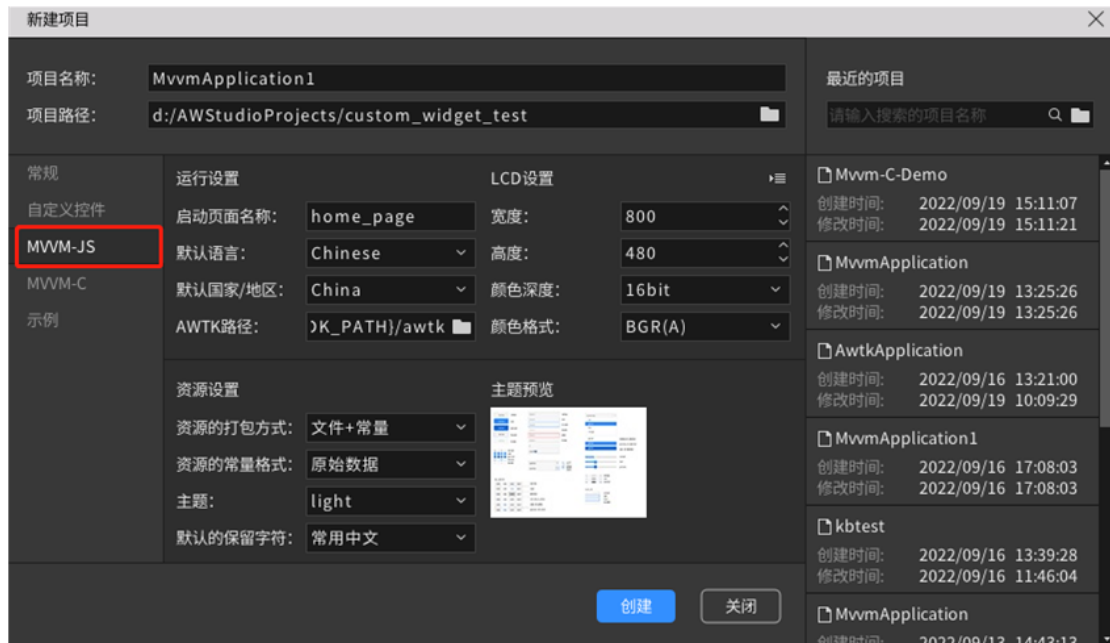 新建项目
项目名称: MvvmApplication1
项目路径: d:/AWStudioProjects/custom_widget_test
常规
自定义控件
MVVM-JS
MVVM-C
示例
运行设置
启动页面名称: home_page
默认语言: Chinese
默认国家/地区: China
AWTK路径: OK_PATH}/awtk
LCD设置
宽度: 800
高度: 480
颜色深度: 16bit
颜色格式: BGR(A)
资源设置
资源的打包方式: 文件+常量
资源的常量格式: 原始数据
主题: light
默认的保留字符: 常用中文
主题预览
创建
关闭
最近的项目
请输入搜索的项目名称
Mvvm-C-Demo
创建时间: 2022/09/19 15:11:07
修改时间: 2022/09/19 15:11:21
MvvmApplication
创建时间: 2022/09/19 13:25:26
修改时间: 2022/09/19 13:25:26
AwtkApplication
创建时间: 2022/09/16 13:21:00
修改时间: 2022/09/19 10:09:29
MvvmApplication1
创建时间: 2022/09/16 17:08:03
修改时间: 2022/09/16 17:08:03
kbtest
创建时间: 2022/09/16 13:39:28
修改时间: 2022/09/16 11:46:04
MvvmApplication
创建时间: 2022/09/13 14:43:13